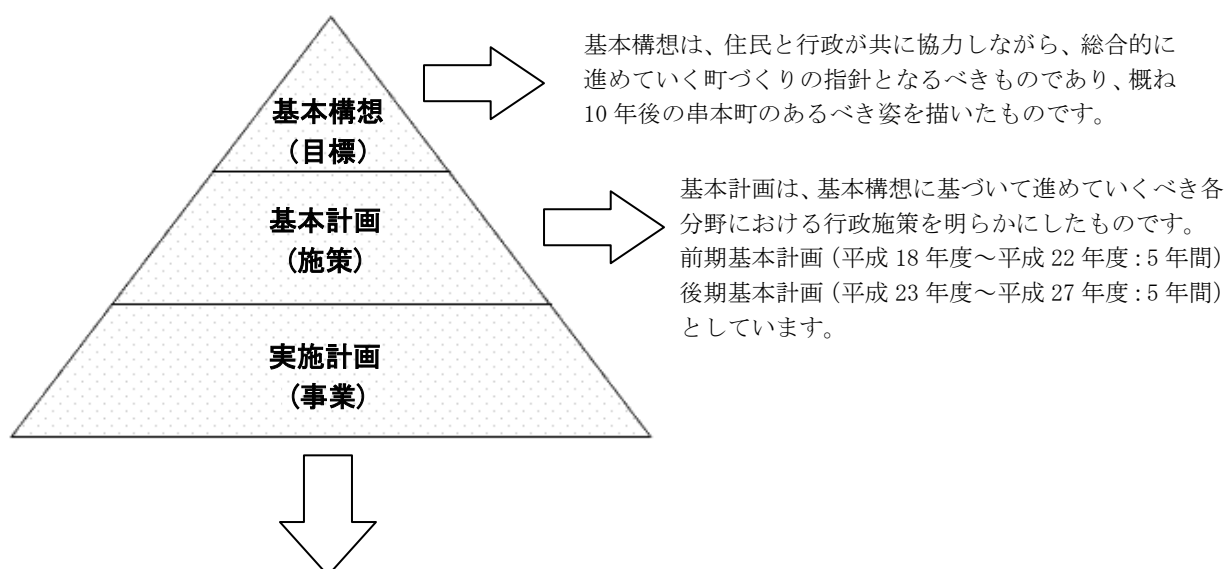 基本構想
（目標）
基本構想は、住民と行政が共に協力しながら、総合的に
進めていく町づくりの指針となるべきものであり、概ね
10 年後の串本町のあるべき姿を描いたものです。
基本計画
（施策）
基本計画は、基本構想に基づいて進めていくべき各
分野における行政施策を明らかにしたものです。
前期基本計画（平成 18 年度～平成 22 年度：5 年間）
後期基本計画（平成 23 年度～平成 27 年度：5 年間）
としています。
実施計画
（事業）